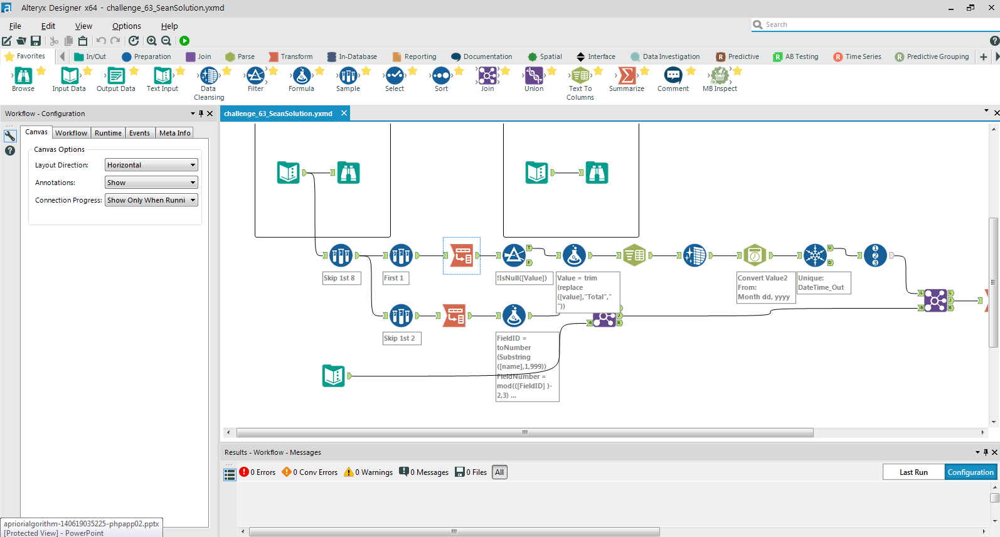 Alteryx Designer x64 - challenge_63_SeanSolution.yxmd
File Edit View Options Help
Search
Favorites In/Out Preparation Join Parse Transform In-Database Reporting Documentation Spatial Interface Data Investigation Predictive AB Testing Time Series Predictive Grouping
Browse Input Data Output Data Text Input Data Cleansing Filter Formula Sample Select Sort Join Union Text To Columns Summarize Comment MB Inspect
Workflow - Configuration
challenge_63_SeanSolution.yxmd
Canvas Workflow Runtime Events Meta Info
Canvas Options
Layout Direction: Horizontal
Annotations: Show
Connection Progress: Show Only When Runni
Skip 1st 8
First 1
!IsNull([Value])
Value = trim
(replace
([value],"Total","
"))
Convert Value2
From:
Month dd, yyyy
Unique:
DateTime_Out
Skip 1st 2
FieldID =
toNumber
(Substring
([name],1,999))
FieldNumber =
mod(([FieldID] )-
2,3) ...
Results - Workflow - Messages
0 Errors 0 Conv Errors 0 Warnings 0 Messages 0 Files All
Last Run Configuration
apriorialgorithm-140619035225-phpapp02.pptx
[Protected View] - PowerPoint